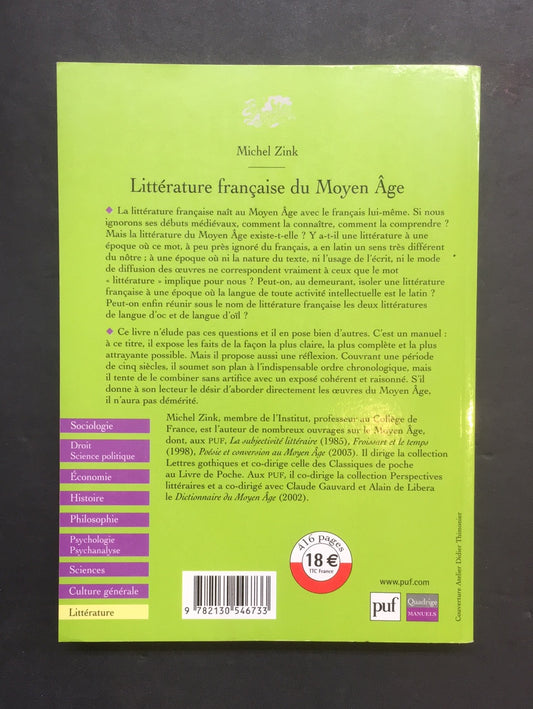 Michel Zink
Littérature française du Moyen Âge
◆ La littérature française naît au Moyen Âge avec le français lui-même. Si nous
ignorons ses débuts médiévaux, comment la connaître, comment la comprendre ?
Mais la littérature du Moyen Âge existe-t-elle ? Y a-t-il une littérature à une
époque où ce mot, à peu près ignoré du français, a en latin un sens très différent
du nôtre ; à une époque où ni la nature du texte, ni l'usage de l'écrit, ni le mode
de diffusion des œuvres ne correspondent vraiment à ceux que le mot
« littérature » implique pour nous ? Peut-on, au demeurant, isoler une littérature
française à une époque où la langue de toute activité intellectuelle est le latin ?
Peut-on enfin réunir sous le nom de littérature française les deux littératures
de langue d'oc et de langue d'oïl ?
◆ Ce livre n'élude pas ces questions et il en pose bien d'autres. C'est un manuel :
à ce titre, il expose les faits de la façon la plus claire, la plus complète et la plus
attrayante possible. Mais il propose aussi une réflexion. Couvrant une période
de cinq siècles, il soumet son plan à l'indispensable ordre chronologique, mais
il tente de le combiner sans artifice avec un exposé cohérent et raisonné. S'il
donne à son lecteur le désir d'aborder directement les œuvres du Moyen Âge,
il n'aura pas démérité.
Michel Zink, membre de l'Institut, professeur au Collège de
France, est l'auteur de nombreux ouvrages sur le Moyen Âge,
dont, aux PUF, La subjectivité littéraire (1985), Froissart et le temps
(1998), Poésie et conversion au Moyen Âge (2003). Il dirige la collection
Lettres gothiques et co-dirige celle des Classiques de poche
au Livre de Poche. Aux PUF, il co-dirige la collection Perspectives
littéraires et a co-dirigé avec Claude Gauvard et Alain de Libera
le Dictionnaire du Moyen Âge (2002).
Sociologie
Droit
Science politique
Économie
Histoire
Philosophie
Psychologie
Psychanalyse
Sciences
Culture générale
Littérature
9 782130 546733
416 pages
18 €
TTC France
www.puf.com
puf
Quadrige
MANUELS
Couverture Atelier Didier Thimonier